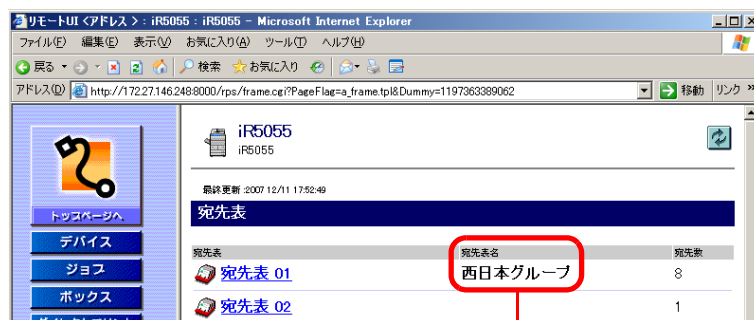 リモートUI <アドレス > : iR5055 : iR5055 - Microsoft Internet Explorer
ファイル(F) 編集(E) 表示(V) お気に入り(A) ツール(T) ヘルプ(H)
戻る 検索 お気に入り
アドレス(D) http://172.27.146.248:8000/rps/frame.cgi?PageFlag=a_frame.tpl&Dummy=1197363389062 移動 リンク »
iR5055
iR5055
最終更新 :2007 12/11 17:52:49
トップページへ
宛先表
デバイス
宛先表 宛先表名 宛先数
ジョブ
宛先表 01 西日本グループ 8
ボックス
宛先表 02 1